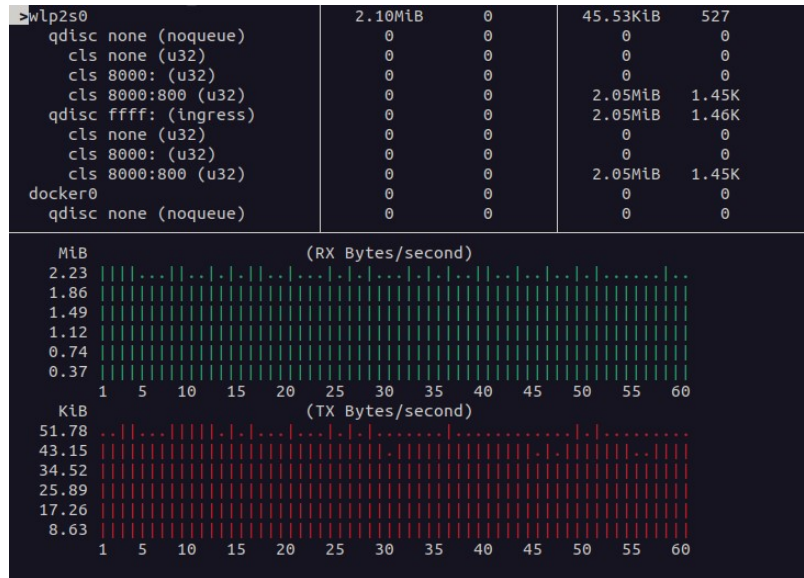 >wlp2s0 2.10MiB 0 45.53KiB 527
qdisc none (noqueue) 0 0 0 0
cls none (u32) 0 0 0 0
cls 8000: (u32) 0 0 0 0
cls 8000:800 (u32) 0 0 2.05MiB 1.45K
qdisc ffff: (ingress) 0 0 2.05MiB 1.46K
cls none (u32) 0 0 0 0
cls 8000: (u32) 0 0 0 0
cls 8000:800 (u32) 0 0 2.05MiB 1.45K
docker0 0 0 0 0
qdisc none (noqueue) 0 0 0 0
MiB (RX Bytes/second)
2.23
1.86
1.49
1.12
0.74
0.37
1 5 10 15 20 25 30 35 40 45 50 55 60
KiB (TX Bytes/second)
51.78
43.15
34.52
25.89
17.26
8.63
1 5 10 15 20 25 30 35 40 45 50 55 60